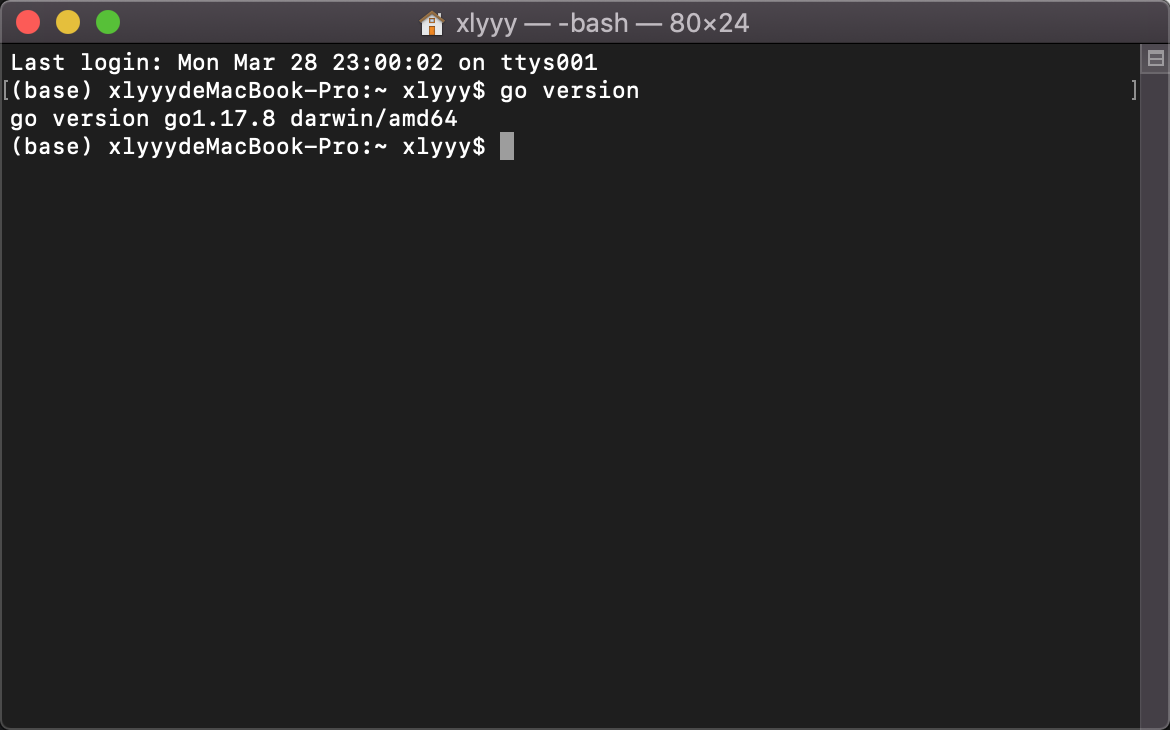 xlyyy — -bash — 80×24
Last login: Mon Mar 28 23:00:02 on ttys001
[(base) xlyyydeMacBook-Pro:~ xlyyy$ go version ]
go version go1.17.8 darwin/amd64
(base) xlyyydeMacBook-Pro:~ xlyyy$